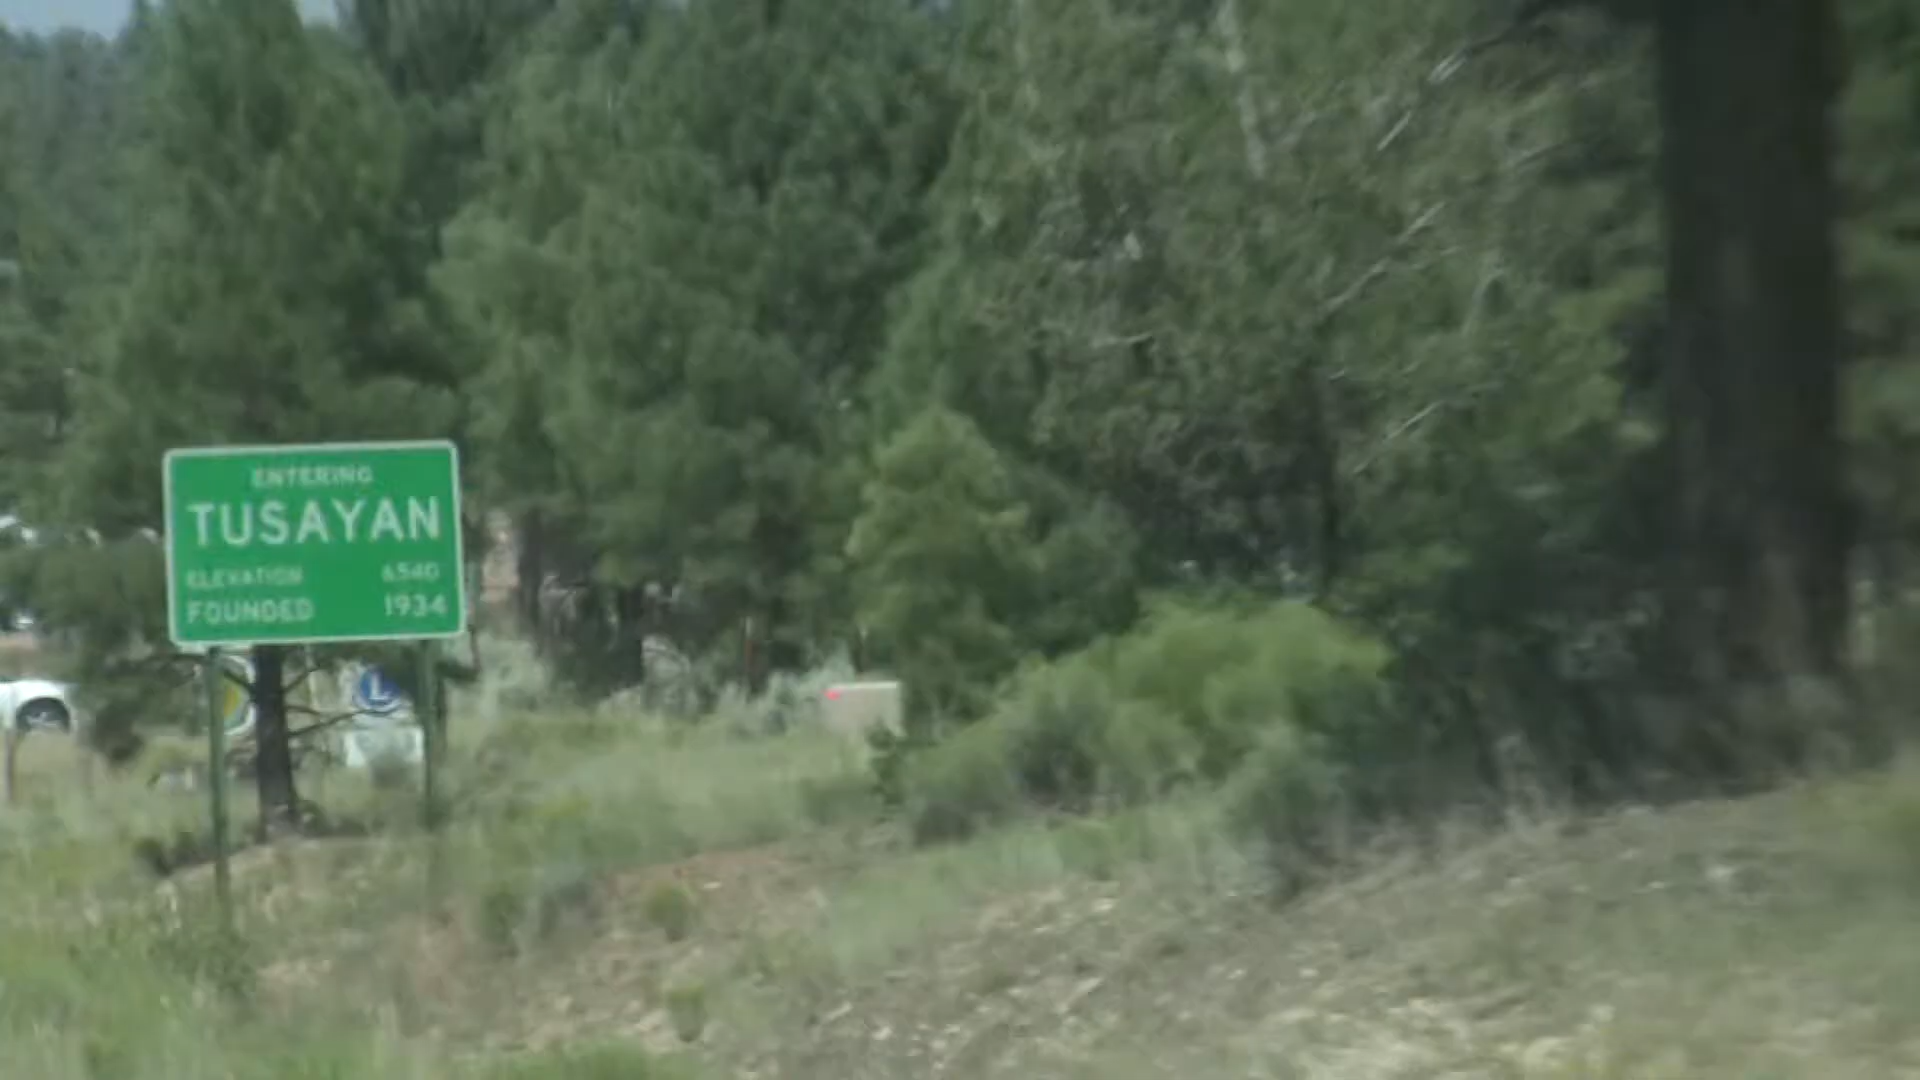 ENTERING
TUSAYAN
ELEVATION 6540
FOUNDED 1934
L